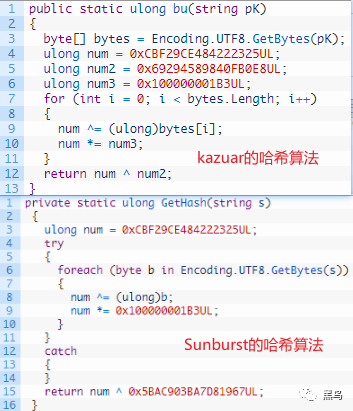 1 public static ulong bu(string pK)
2 {
3 byte[] bytes = Encoding.UTF8.GetBytes(pK);
4 ulong num = 0xCBF29CE484222325UL;
5 ulong num2 = 0x69294589840FB0E8UL;
6 ulong num3 = 0x100000001B3UL;
7 for (int i = 0; i < bytes.Length; i++)
8 {
9 num ^= (ulong)bytes[i];
10 num *= num3;
11 }
12 return num ^ num2;
13 }
kazuar的哈希算法
1 private static ulong GetHash(string s)
2 {
3 ulong num = 0xCBF29CE484222325UL;
4 try
5 {
6 foreach (byte b in Encoding.UTF8.GetBytes(s))
7 {
8 num ^= (ulong)b;
9 num *= 0x100000001B3UL;
10 }
11 }
12 catch
13 {
14 }
15 return num ^ 0x5BAC903BA7D81967UL;
16 }
Sunburst的哈希算法
黑鸟